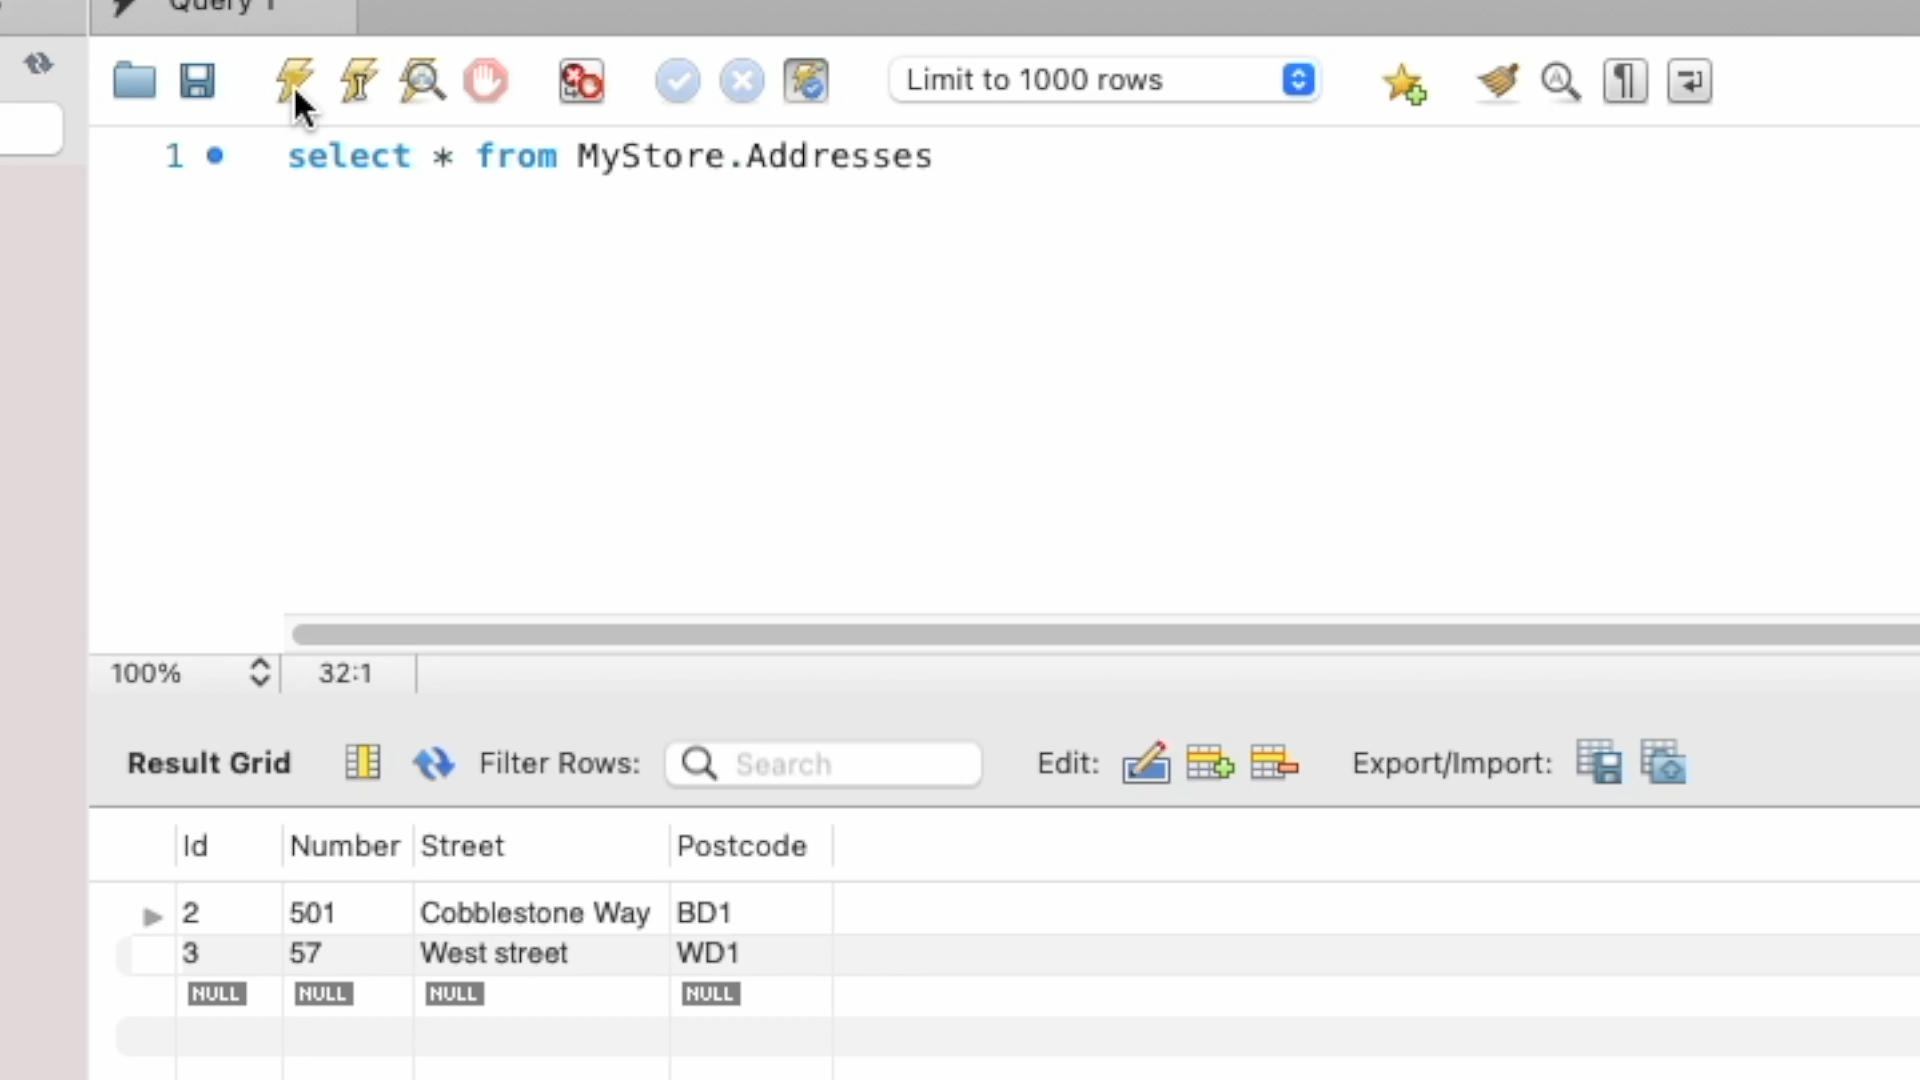 Query 1
Limit to 1000 rows
1 select * from MyStore.Addresses
100% 32:1
Result Grid Filter Rows: Search Edit: Export/Import:
Id Number Street Postcode
2 501 Cobblestone Way BD1
3 57 West street WD1
NULL NULL NULL NULL